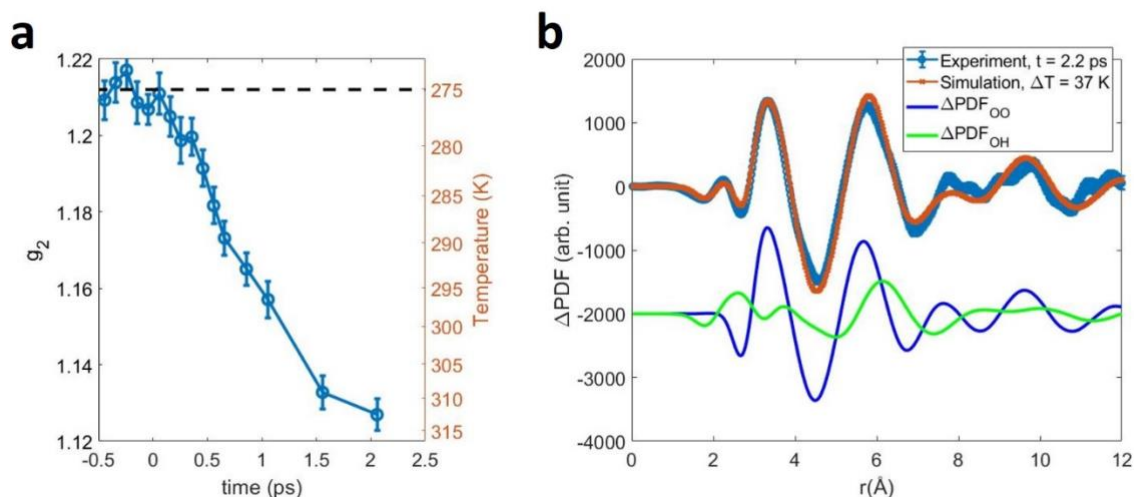 a
1.22
1.2
1.18
1.16
1.14
1.12
g2
275
280
285
290
295
300
305
310
315
Temperature (K)
-0.5 0 0.5 1 1.5 2 2.5
time (ps)
b
2000
1000
0
-1000
-2000
-3000
-4000
ΔPDF (arb. unit)
Experiment, t = 2.2 ps
Simulation, ΔT = 37 K
ΔPDFOO
ΔPDFOH
0 2 4 6 8 10 12
r(Å)